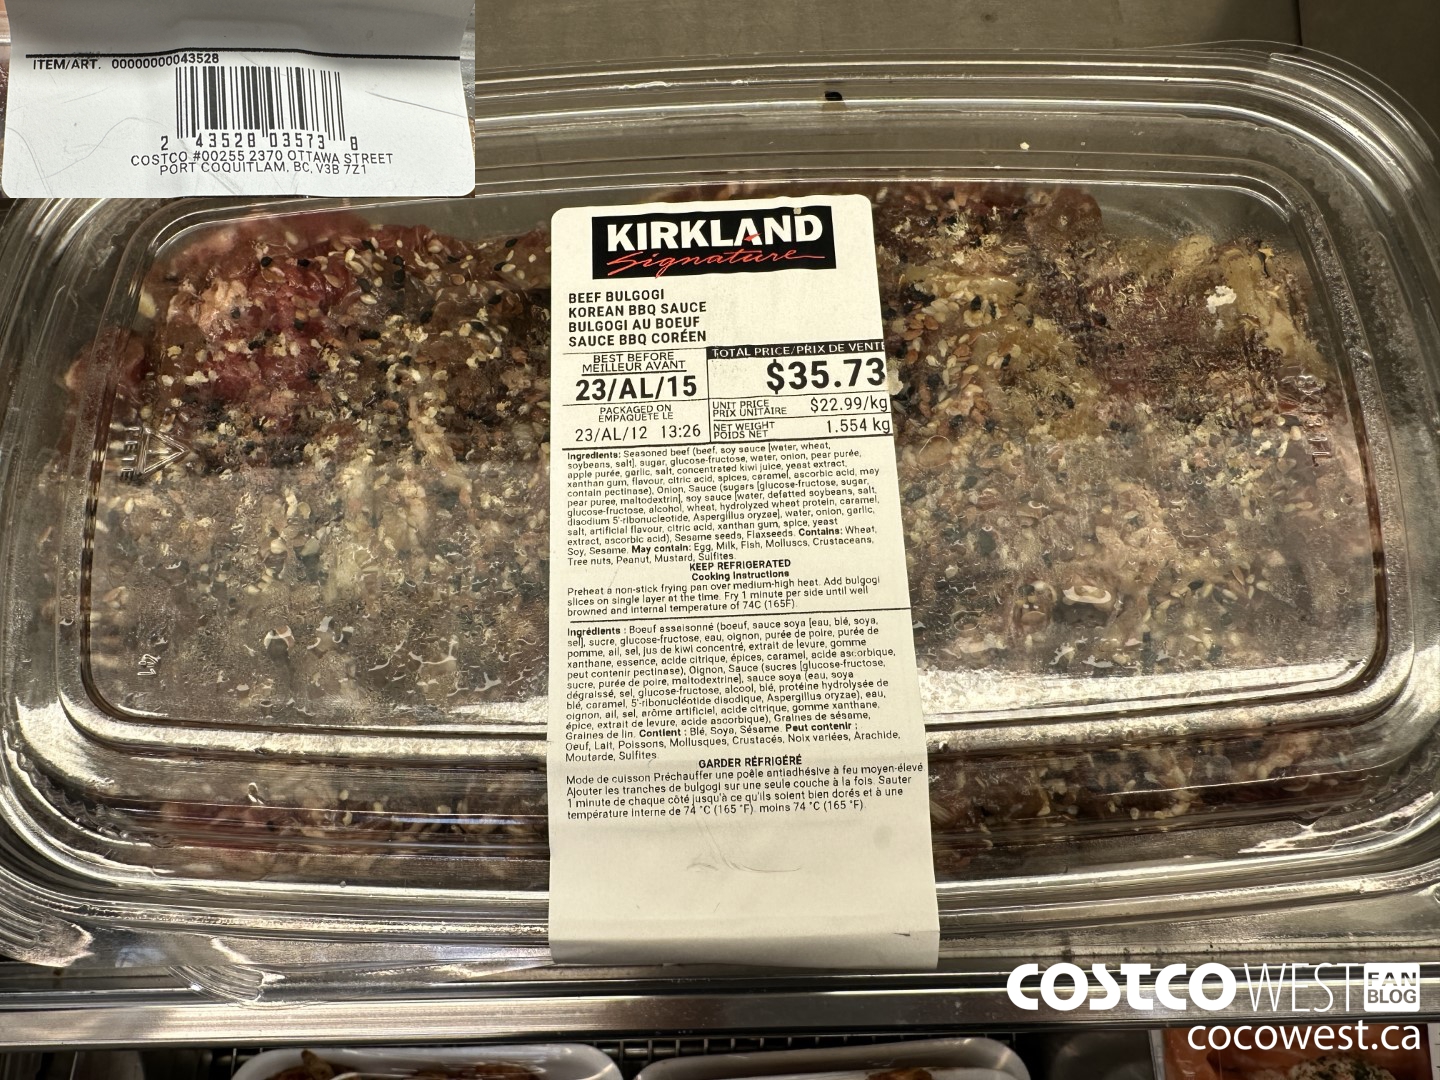 ITEM/ART. 00000000043528
2 43528 03573 8
COSTCO #00255 2370 OTTAWA STREET
PORT COQUITLAM, BC, V3B 7Z1
KIRKLAND
Signature
BEEF BULGOGI
KOREAN BBQ SAUCE
BULGOGI AU BOEUF
SAUCE BBQ CORÉEN
BEST BEFORE
MEILLEUR AVANT
23/AL/15
PACKAGED ON
EMPAQUETÉ LE
23/AL/12 13:26
TOTAL PRICE/PRIX DE VENTE
$35.73
UNIT PRICE
PRIX UNITAIRE
$22.99/kg
NET WEIGHT
POIDS NET
1.554 kg
Ingredients: Seasoned beef (beef, soy sauce [water, wheat,
soybeans, salt], sugar, glucose-fructose, water, onion, pear purée,
apple purée, garlic, salt, concentrated kiwi juice, yeast extract,
xanthan gum, flavour, citric acid, spices, caramel, ascorbic acid, may
contain pectinase), Onion, Sauce (sugars [glucose-fructose, sugar,
pear puree, maltodextrin], soy sauce [water, defatted soybeans, salt,
glucose-fructose, alcohol, wheat, hydrolyzed wheat protein, caramel,
disodium 5'-ribonucleotide, Aspergillus oryzae], water, onion, garlic,
salt, artificial flavour, citric acid, xanthan gum, spice, yeast
extract, ascorbic acid), Sesame seeds, Flaxseeds. Contains: Wheat,
Soy, Sesame. May contain: Egg, Milk, Fish, Molluscs, Crustaceans,
Tree nuts, Peanut, Mustard, Sulfites.
KEEP REFRIGERATED
Cooking Instructions
Preheat a non-stick frying pan over medium-high heat. Add bulgogi
slices on single layer at the time. Fry 1 minute per side until well
browned and internal temperature of 74C (165F).
Ingrédients : Boeuf assaisonné (boeuf, sauce soya [eau, blé, soya,
sel], sucre, glucose-fructose, eau, oignon, purée de poire, purée de
pomme, ail, sel, jus de kiwi concentré, extrait de levure, gomme
xanthane, essence, acide citrique, épices, caramel, acide ascorbique,
peut contenir pectinase), Oignon, Sauce (sucres [glucose-fructose,
sucre, purée de poire, maltodextrine], sauce soya (eau, soya
dégraissé, sel, glucose-fructose, alcool, blé, protéine hydrolysée de
blé, caramel, 5'-ribonucléotide disodique, Aspergillus oryzae), eau,
oignon, ail, sel, arôme artificiel, acide citrique, gomme xanthane,
épice, extrait de levure, acide ascorbique), Graines de sésame,
Graines de lin. Contient : Blé, Soya, Sésame. Peut contenir :
Oeuf, Lait, Poissons, Mollusques, Crustacés, Noix variées, Arachide,
Moutarde, Sulfites
GARDER RÉFRIGÉRÉ
Mode de cuisson Préchauffer une poêle antiadhésive à feu moyen-élevé
Ajouter les tranches de bulgogi sur une seule couche à la fois. Sauter
1 minute de chaque côté jusqu'à ce qu'ils soient bien dorés et à une
température interne de 74 °C (165 °F). moins 74 °C (165 °F).
41
COSTCO WEST FAN BLOG
cocowest.ca